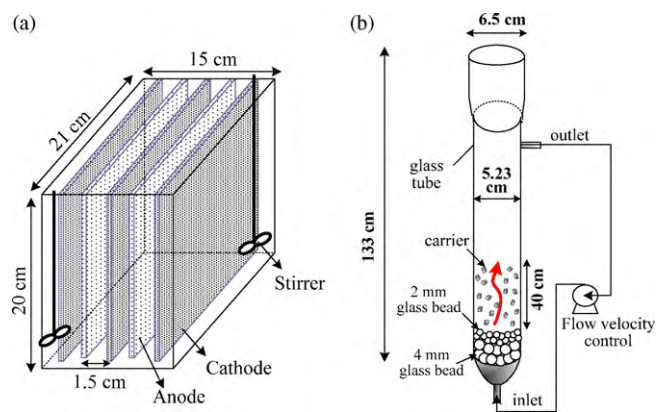 (a)
15 cm
21 cm
20 cm
Stirrer
Cathode
1.5 cm
Anode
(b)
6.5 cm
outlet
glass
tube
5.23
cm
133 cm
carrier
40 cm
2 mm
glass bead
Flow velocity
control
4 mm
glass bead
inlet